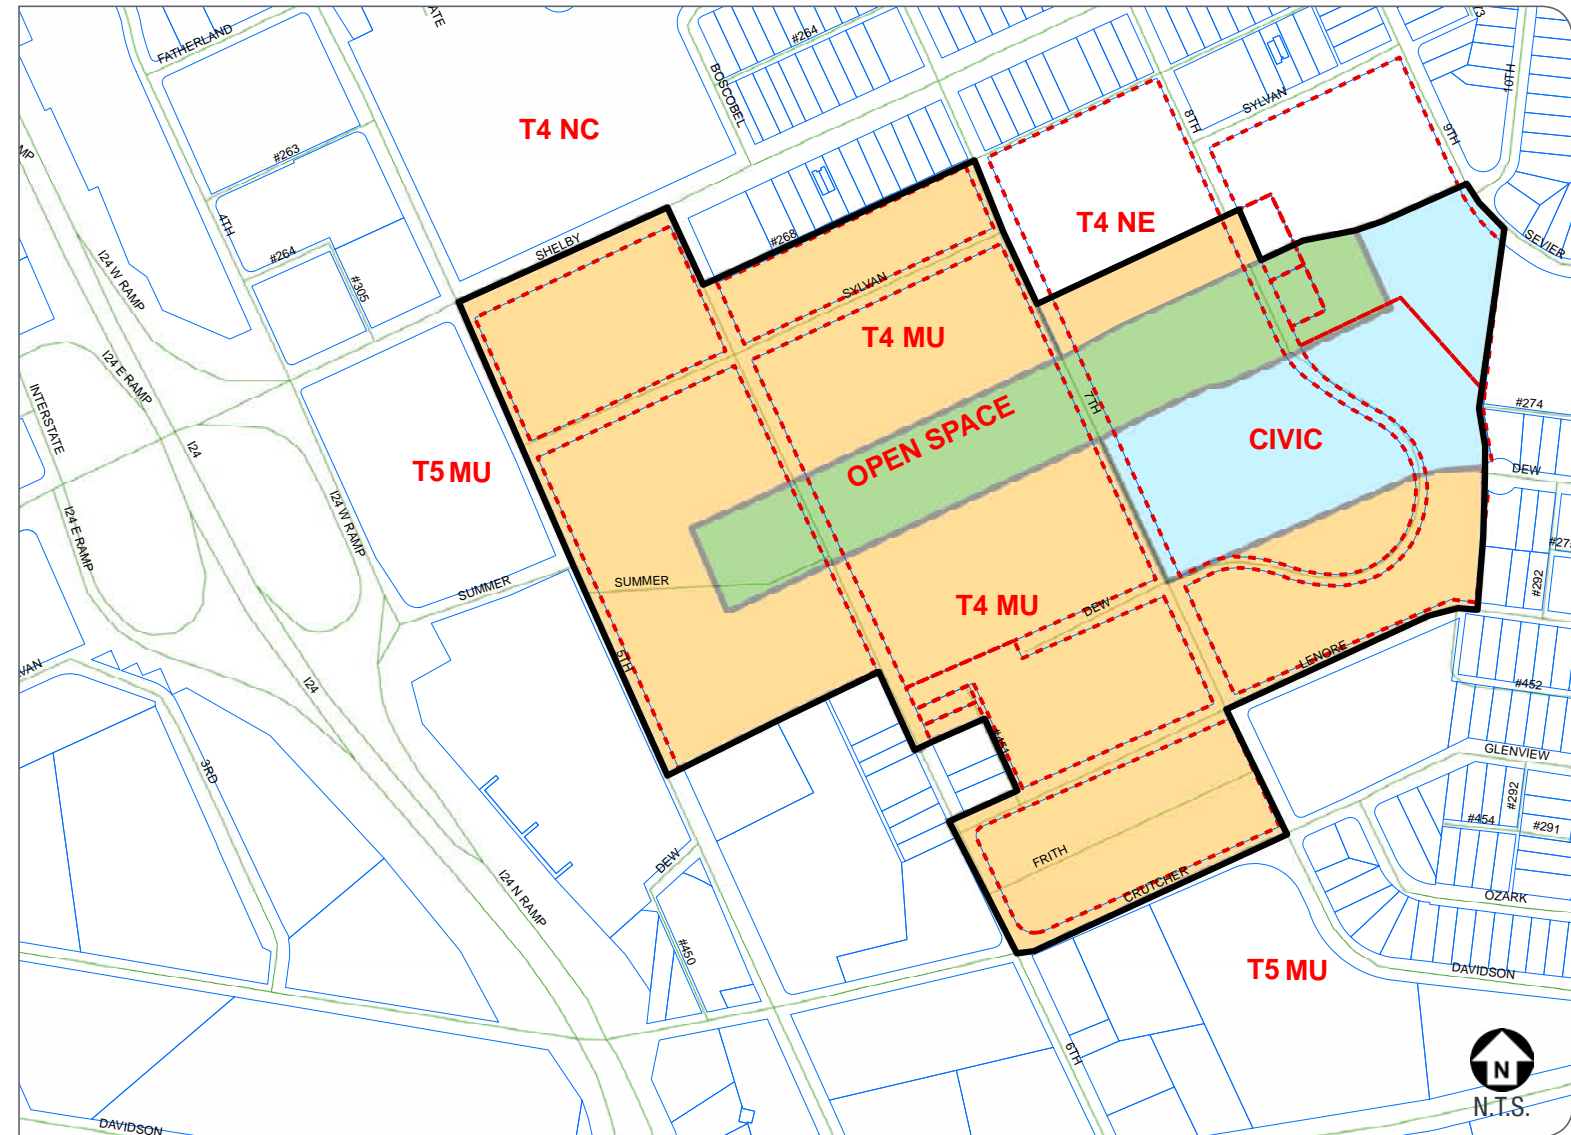 FATHERLAND
ATE
#264
BOSCOBEL
10TH
SYLVAN
8TH
9TH
T4 NC
#263
4TH
#264
#305
SHELBY
#268
T4 NE
SEVIER
I24 W RAMP
SYLVAN
T4 MU
I24 E RAMP
INTERSTATE
7TH
OPEN SPACE
CIVIC
#274
DEW
I24
T5 MU
I24 E RAMP
I24 W RAMP
SUMMER
SUMMER
#292
T4 MU
DEW
LENORE
5TH
VAN
I24
#452
#451
3RD
GLENVIEW
#292
#454
#291
DEW
FRITH
CRUTCHER
I24 N RAMP
OZARK
#450
T5 MU
DAVIDSON
6TH
DAVIDSON
N
N.T.S.